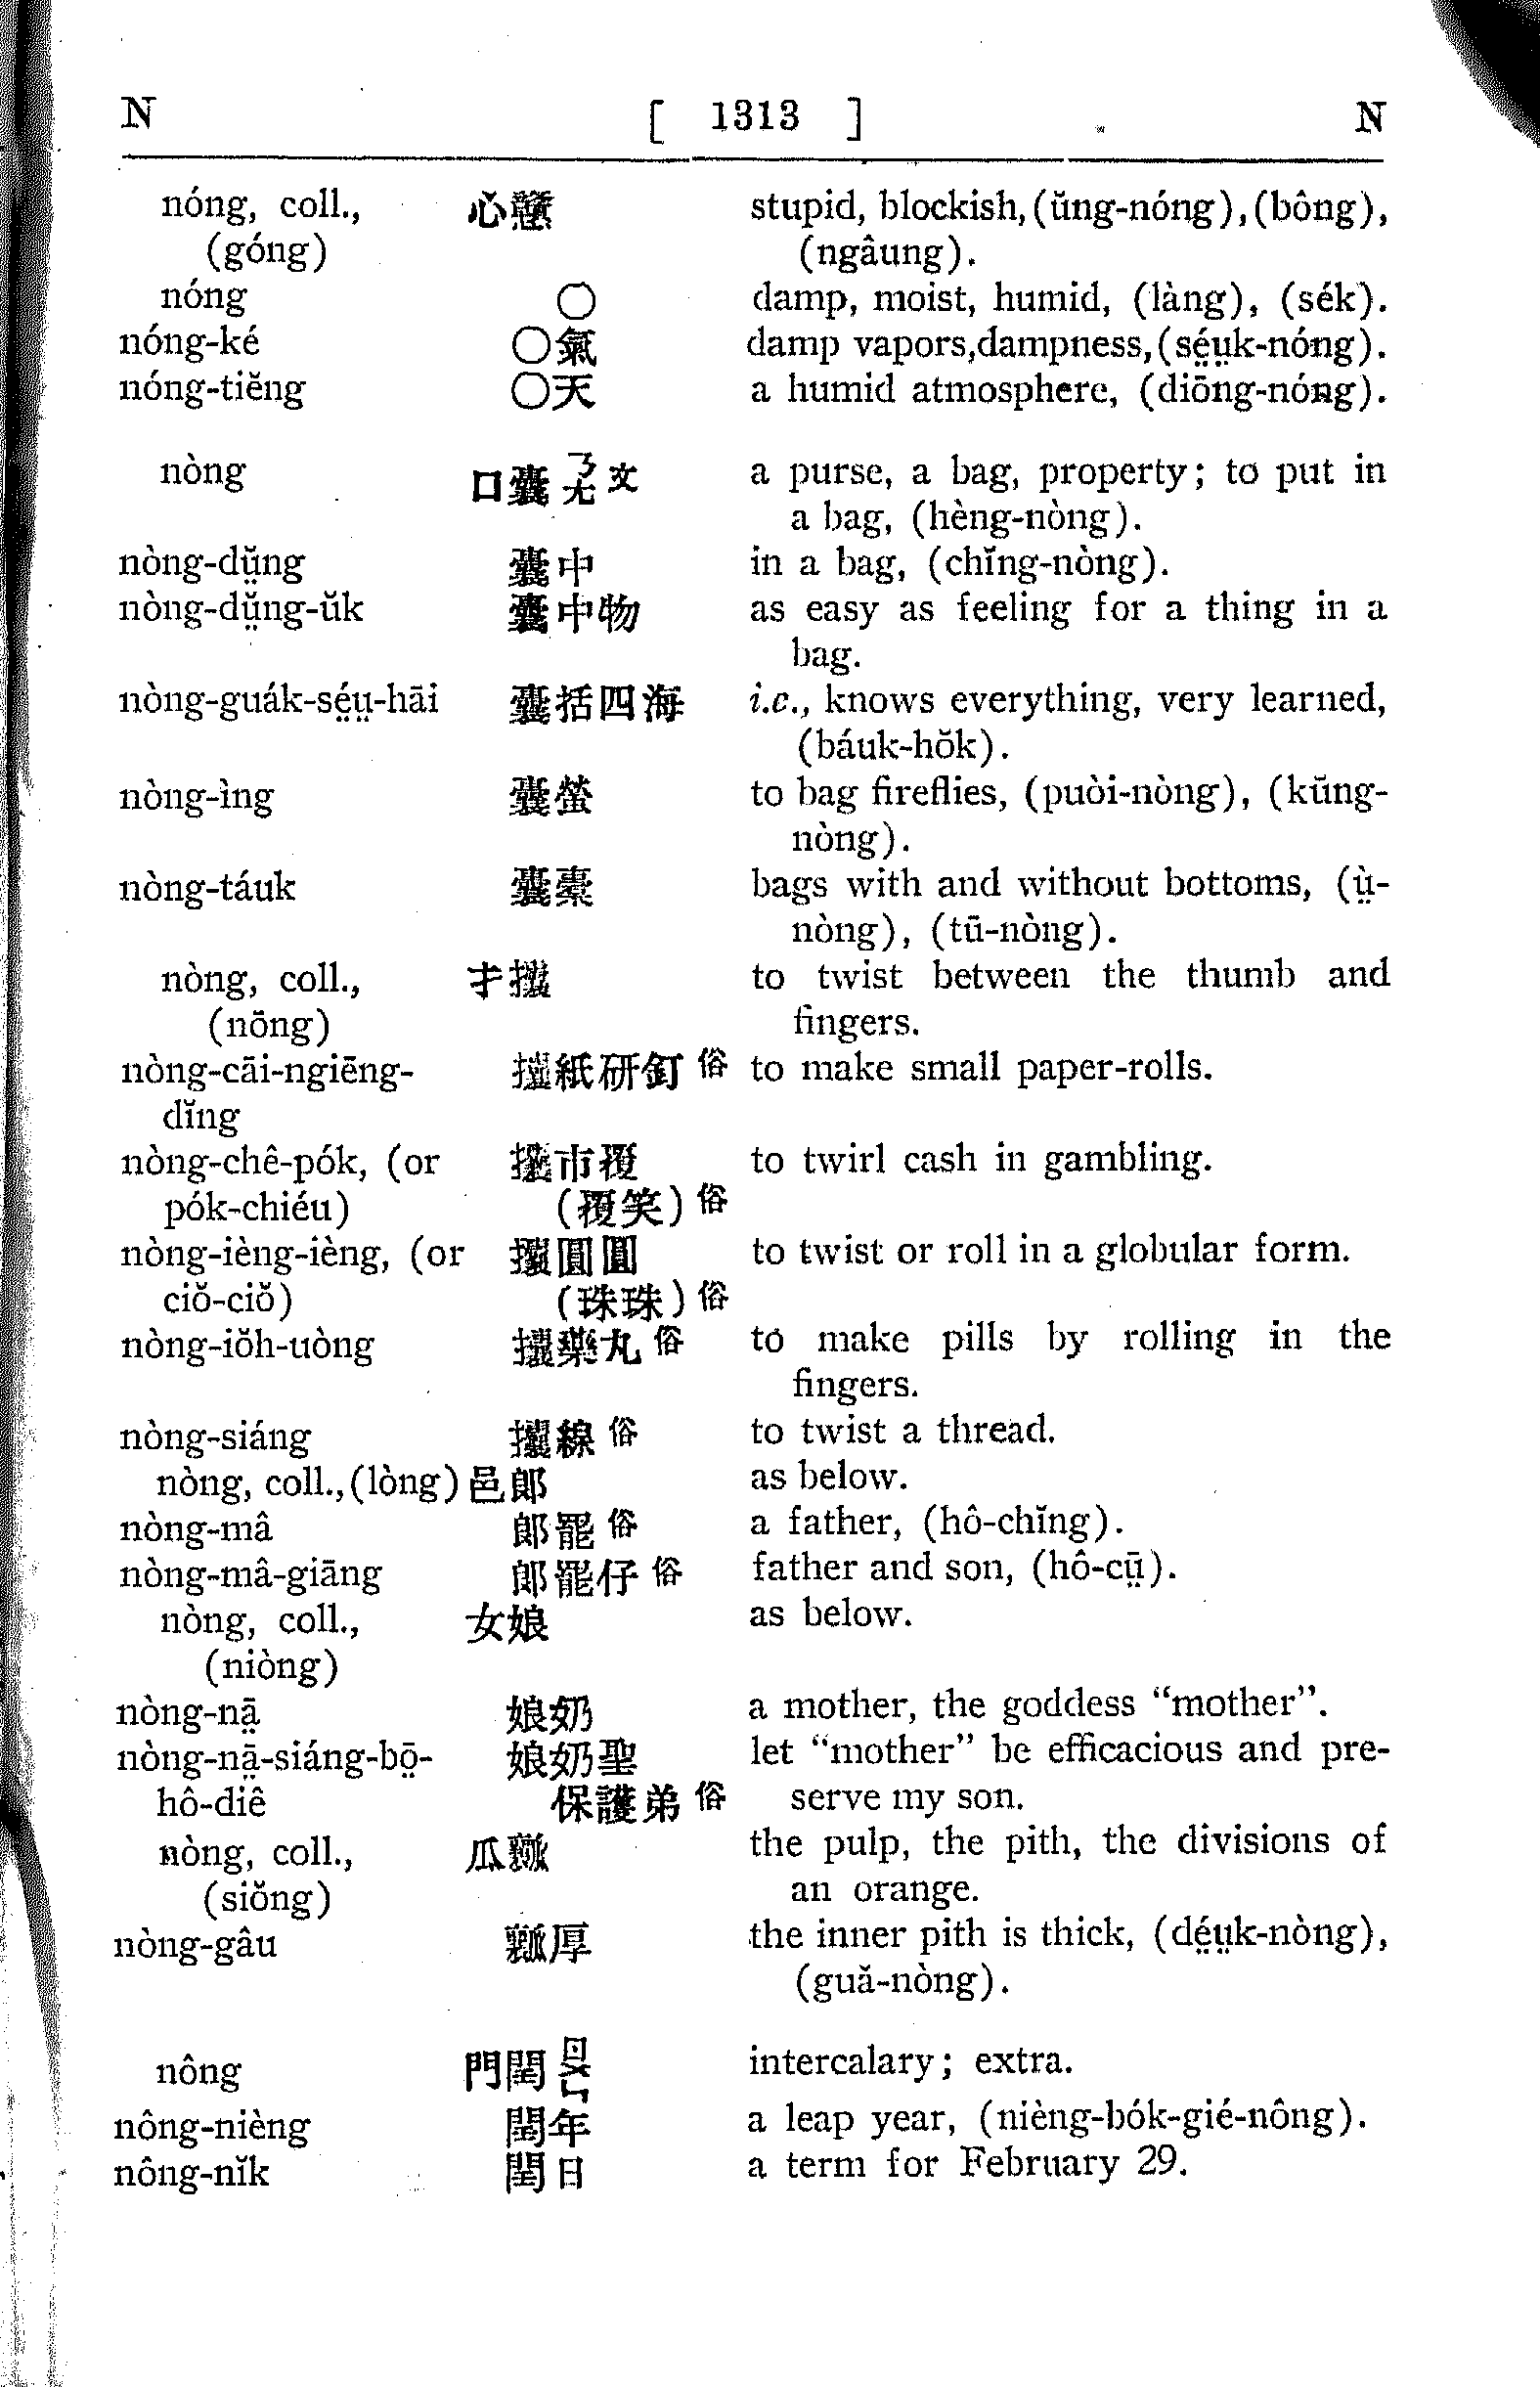 N [ 1313 ] N
nóng, coll., 心戇 stupid, blockish, (ŭng-nóng), (bông),
(góng) (ngâung).
nóng ○ damp, moist, humid, (làng), (sék).
nóng-ké ○氣 damp vapors, dampness, (sé̤ṳk-nóng).
nóng-tiĕng ○天 a humid atmosphere, (diōng-nóng).
nòng 口囊 ㄋㄤ 文 a purse, a bag, property; to put in
a bag, (hèng-nòng).
nòng-dṳ̆ng 囊中 in a bag, (chĭng-nòng).
nòng-dṳ̆ng-ŭk 囊中物 as easy as feeling for a thing in a
bag.
nòng-guák-sé̤ṳ-hāi 囊括四海 i.e., knows everything, very learned,
(báuk-hŏk).
nòng-ìng 囊螢 to bag fireflies, (puòi-nòng), (kŭng-
nòng).
nòng-táuk 囊橐 bags with and without bottoms, (ṳ̀-
nòng), (tū-nòng).
nòng, coll., 才攮 to twist between the thumb and
(nōng) fingers.
nòng-cāi-ngiēng- 攮紙研釘 俗 to make small paper-rolls.
dĭng
nòng-chê-pók, (or 攮市覆 to twirl cash in gambling.
pók-chiéu) (覆笑) 俗
nòng-ièng-ièng, (or 攮圓圓 to twist or roll in a globular form.
ciŏ-ciŏ) (珠珠) 俗
nòng-iŏh-uòng 攮藥丸 俗 to make pills by rolling in the
fingers.
nòng-siáng 攮線 俗 to twist a thread.
nòng, coll., (lòng) 邑郎 as below.
nòng-mâ 郎罷 俗 a father, (hô-chĭng).
nòng-mâ-giāng 郎罷仔 俗 father and son, (hô-cṳ̄).
nòng, coll., 女娘 as below.
(niòng)
nòng-nā̤ 娘奶 a mother, the goddess “mother”.
nòng-nā̤-siáng-bō̤- 娘奶聖 let “mother” be efficacious and pre-
hô-diê 保護弟 俗 serve my son.
nòng, coll., 瓜瓤 the pulp, the pith, the divisions of
(siŏng) an orange.
nòng-gâu 瓤厚 the inner pith is thick, (dé̤ṳk-nòng),
(guă-nòng).
nông 門閏 ㄖㄨㄣ intercalary; extra.
nông-nièng 閏年 a leap year, (nièng-bók-gié-nông).
nông-nĭk 閏日 a term for February 29.